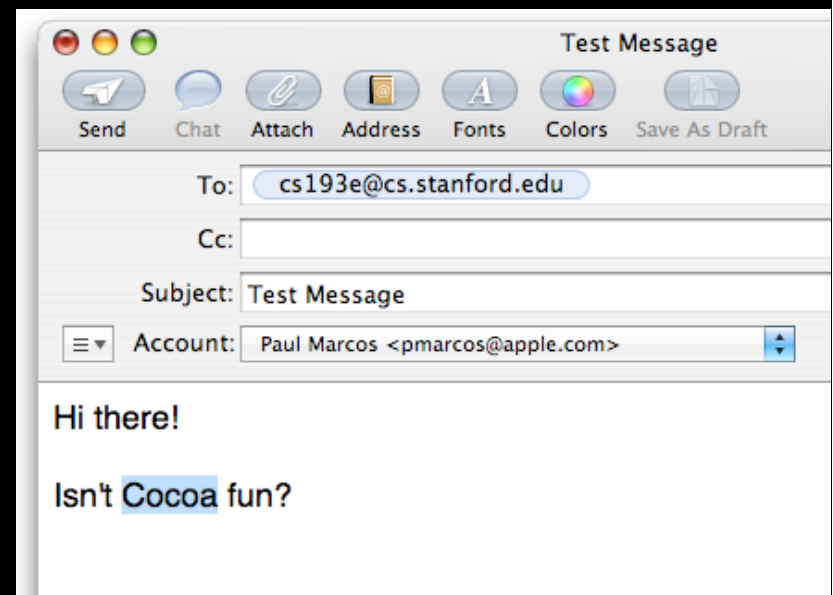 Test Message
Send Chat Attach Address Fonts Colors Save As Draft
To: cs193e@cs.stanford.edu
Cc:
Subject: Test Message
Account: Paul Marcos <pmarcos@apple.com>
Hi there!
Isn't Cocoa fun?